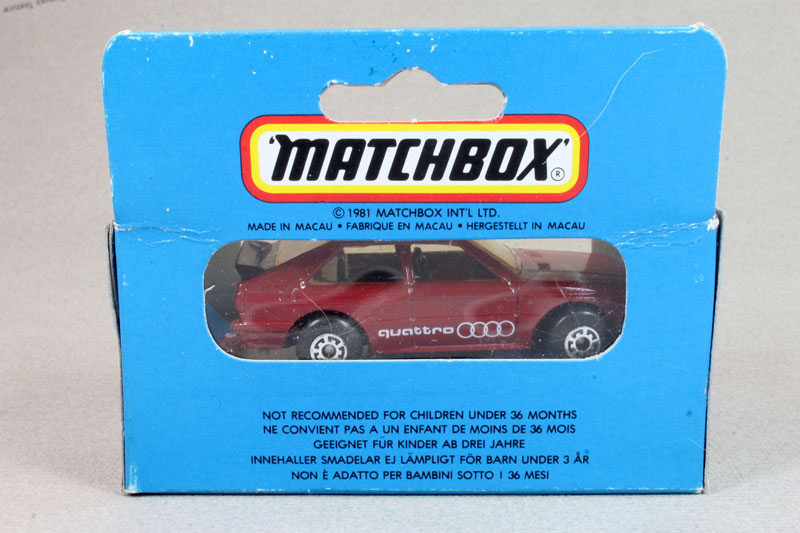 'MATCHBOX'®
© 1981 MATCHBOX INT'L LTD.
MADE IN MACAU • FABRIQUE EN MACAU • HERGESTELLT IN MACAU
quattro
NOT RECOMMENDED FOR CHILDREN UNDER 36 MONTHS
NE CONVIENT PAS A UN ENFANT DE MOINS DE 36 MOIS
GEEIGNET FÜR KINDER AB DREI JAHRE
INNEHALLER SMADELAR EJ LÄMPLIGT FÖR BARN UNDER 3 ÅR
NON È ADATTO PER BAMBINI SOTTO I 36 MESI